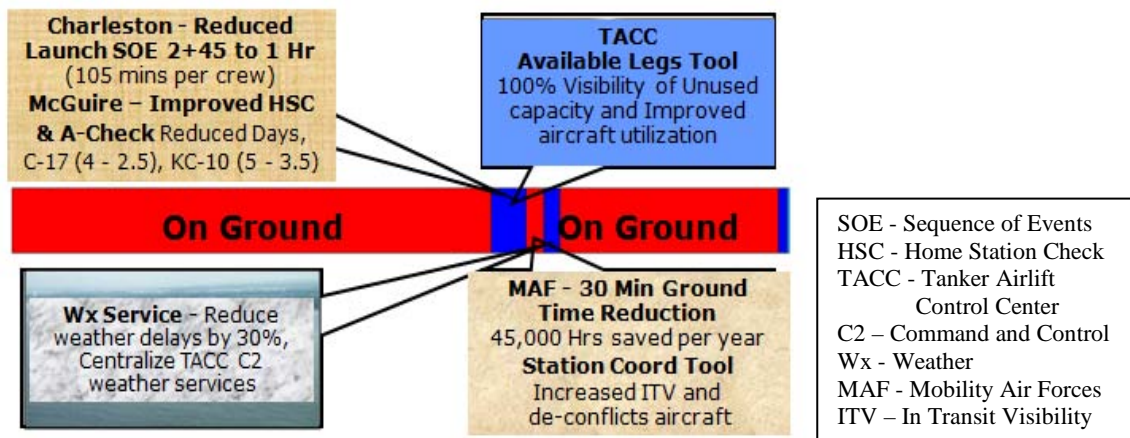 Charleston - Reduced
Launch SOE 2+45 to 1 Hr
(105 mins per crew)
McGuire – Improved HSC
& A-Check Reduced Days,
C-17 (4 - 2.5), KC-10 (5 - 3.5)
TACC
Available Legs Tool
100% Visibility of Unused
capacity and Improved
aircraft utilization
On Ground
On Ground
Wx Service – Reduce
weather delays by 30%,
Centralize TACC C2
weather services
MAF - 30 Min Ground
Time Reduction
45,000 Hrs saved per year
Station Coord Tool
Increased ITV and
de-conflicts aircraft
SOE - Sequence of Events
HSC - Home Station Check
TACC - Tanker Airlift
Control Center
C2 – Command and Control
Wx - Weather
MAF - Mobility Air Forces
ITV – In Transit Visibility